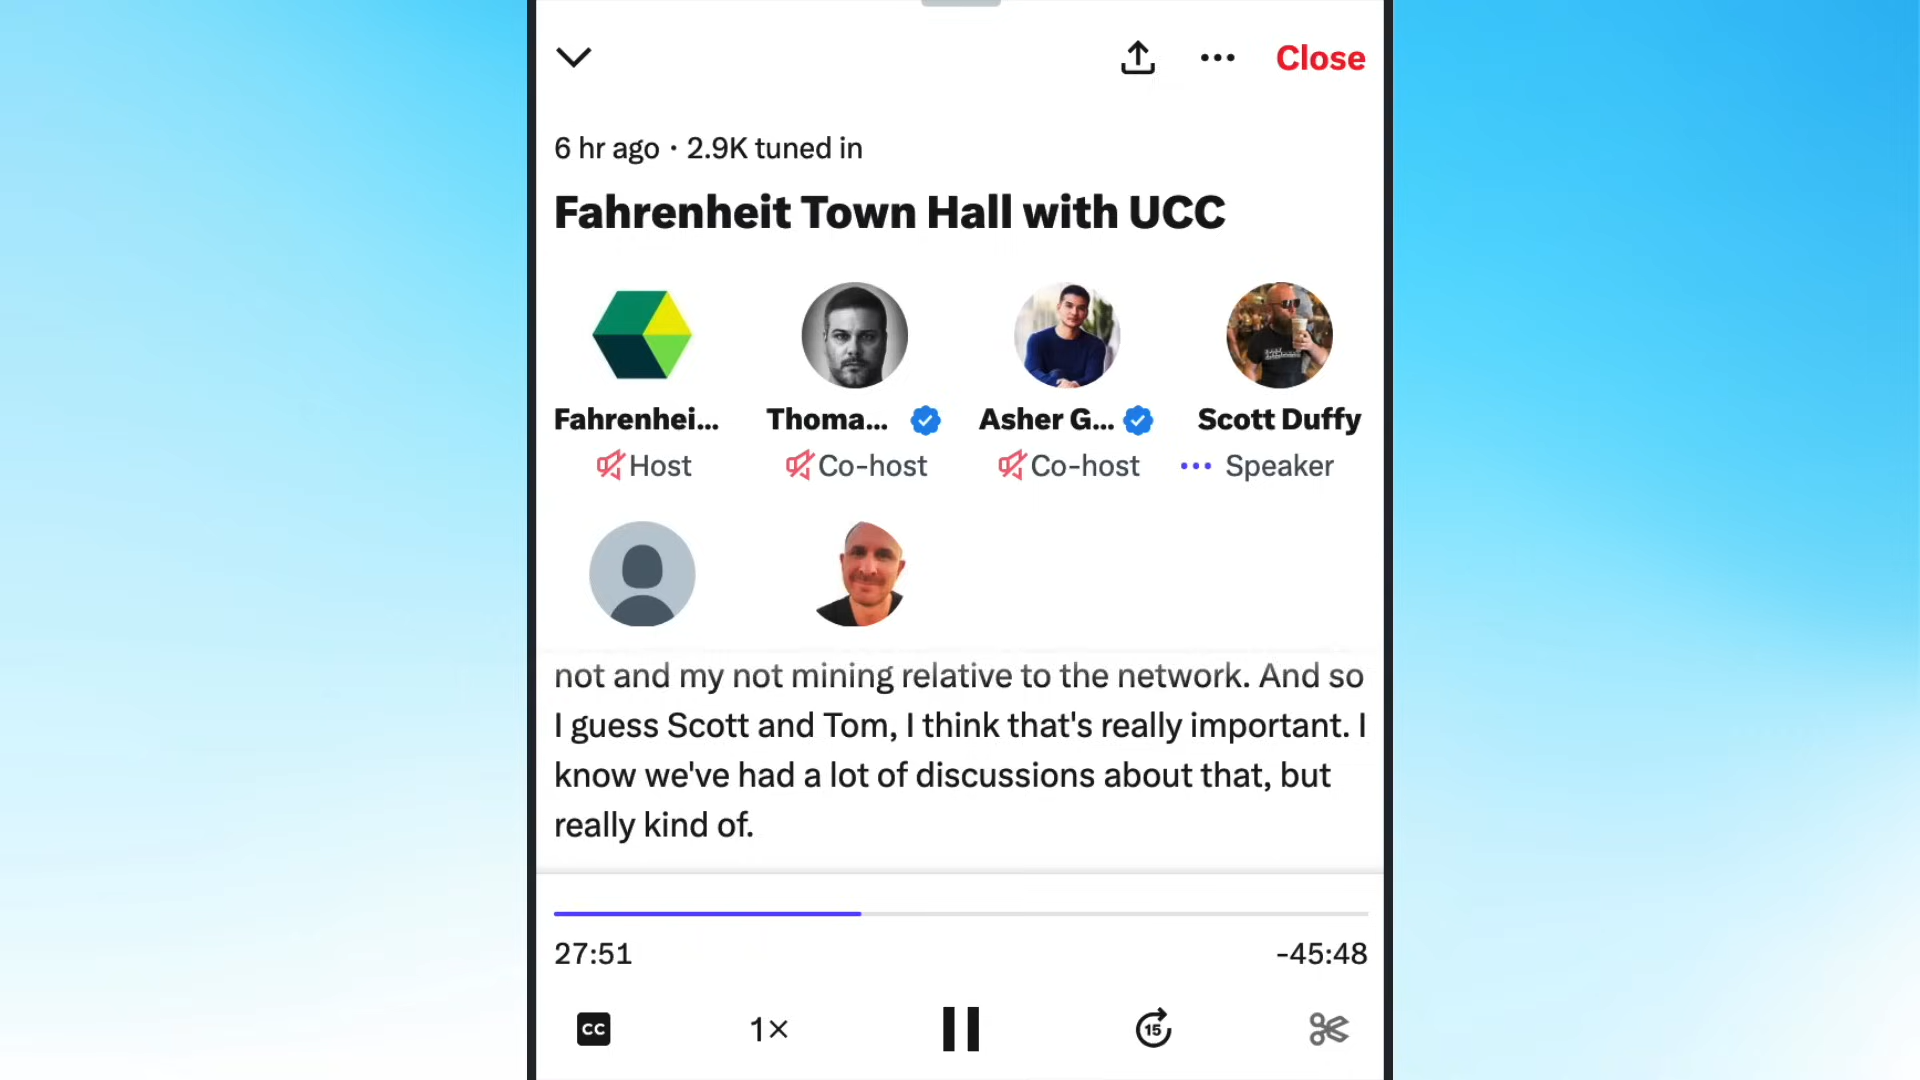 Close
6 hr ago · 2.9K tuned in
Fahrenheit Town Hall with UCC
Fahrenhei... Thoma... Asher G... Scott Duffy
Host Co-host Co-host Speaker
not and my not mining relative to the network. And so
I guess Scott and Tom, I think that's really important. I
know we've had a lot of discussions about that, but
really kind of.
27:51 -45:48
CC 1× 15